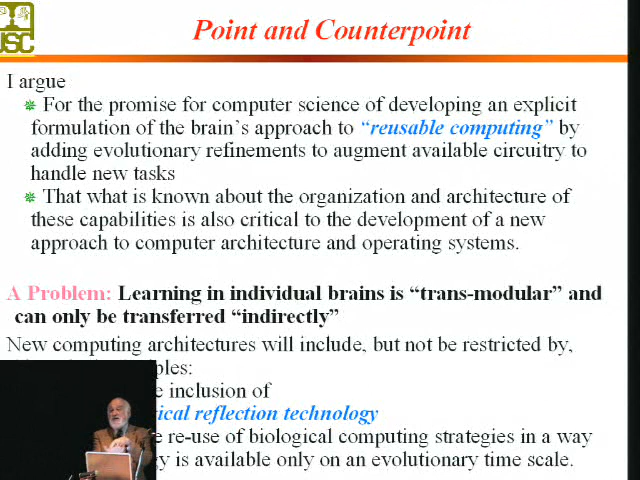 USC
Point and Counterpoint
I argue
For the promise for computer science of developing an explicit
formulation of the brain's approach to "reusable computing" by
adding evolutionary refinements to augment available circuitry to
handle new tasks
That what is known about the organization and architecture of
these capabilities is also critical to the development of a new
approach to computer architecture and operating systems.
A Problem: Learning in individual brains is "trans-modular" and
can only be transferred "indirectly"
New computing architectures will include, but not be restricted by,
ples:
e inclusion of
ical reflection technology
e re-use of biological computing strategies in a way
gy is available only on an evolutionary time scale.